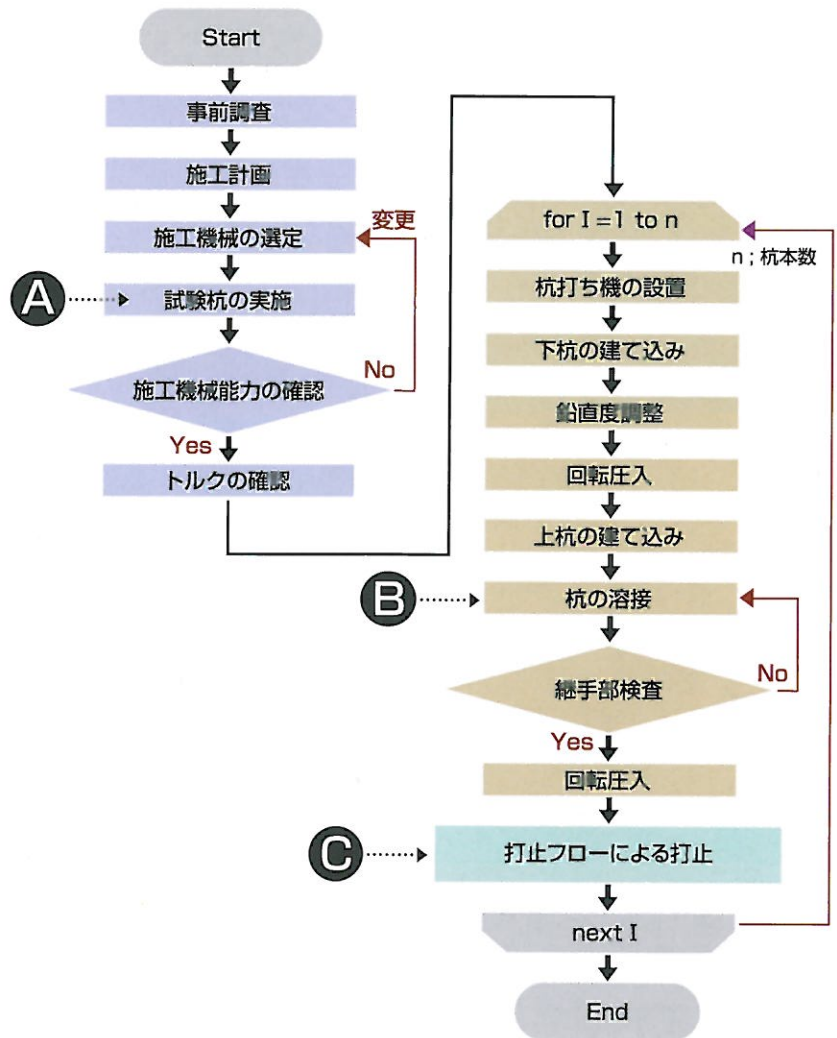 Start
事前調査
施工計画
施工機械の選定
変更
A
試験杭の実施
施工機械能力の確認
No
Yes
トルクの確認
for I =1 to n
n ; 杭本数
杭打ち機の設置
下杭の建て込み
鉛直度調整
回転圧入
上杭の建て込み
B
杭の溶接
継手部検査
No
Yes
回転圧入
C
打止フローによる打止
next I
End